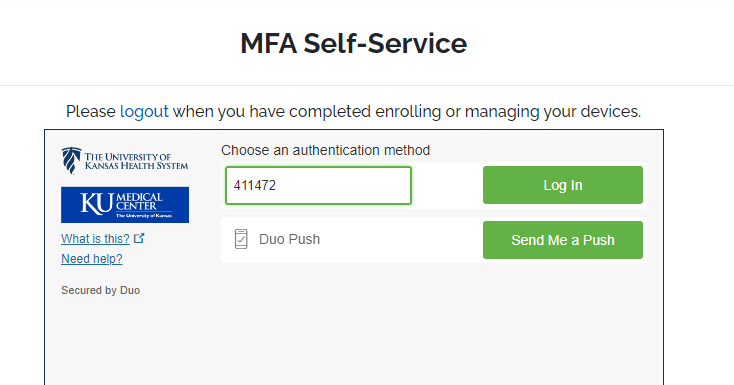 MFA Self-Service
Please logout when you have completed enrolling or managing your devices.
THE UNIVERSITY OF
KANSAS HEALTH SYSTEM
KU MEDICAL
CENTER
The University of Kansas
What is this?
Need help?
Secured by Duo
Choose an authentication method
411472
Log In
Duo Push
Send Me a Push